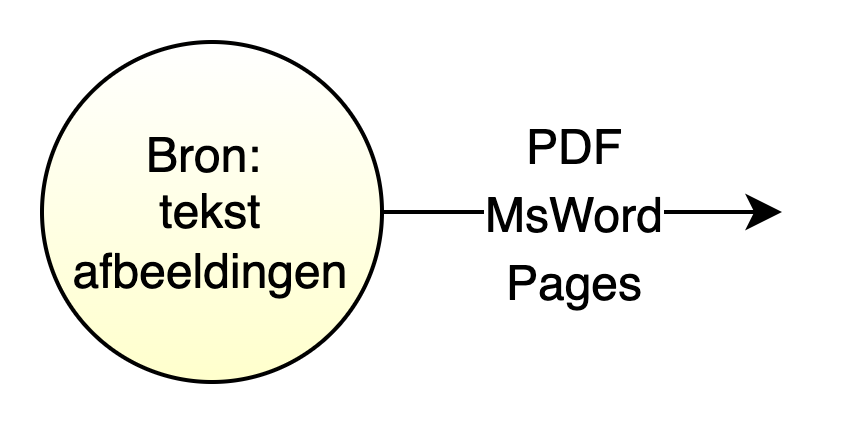 Bron:
tekst
afbeeldingen
PDF
MsWord
Pages